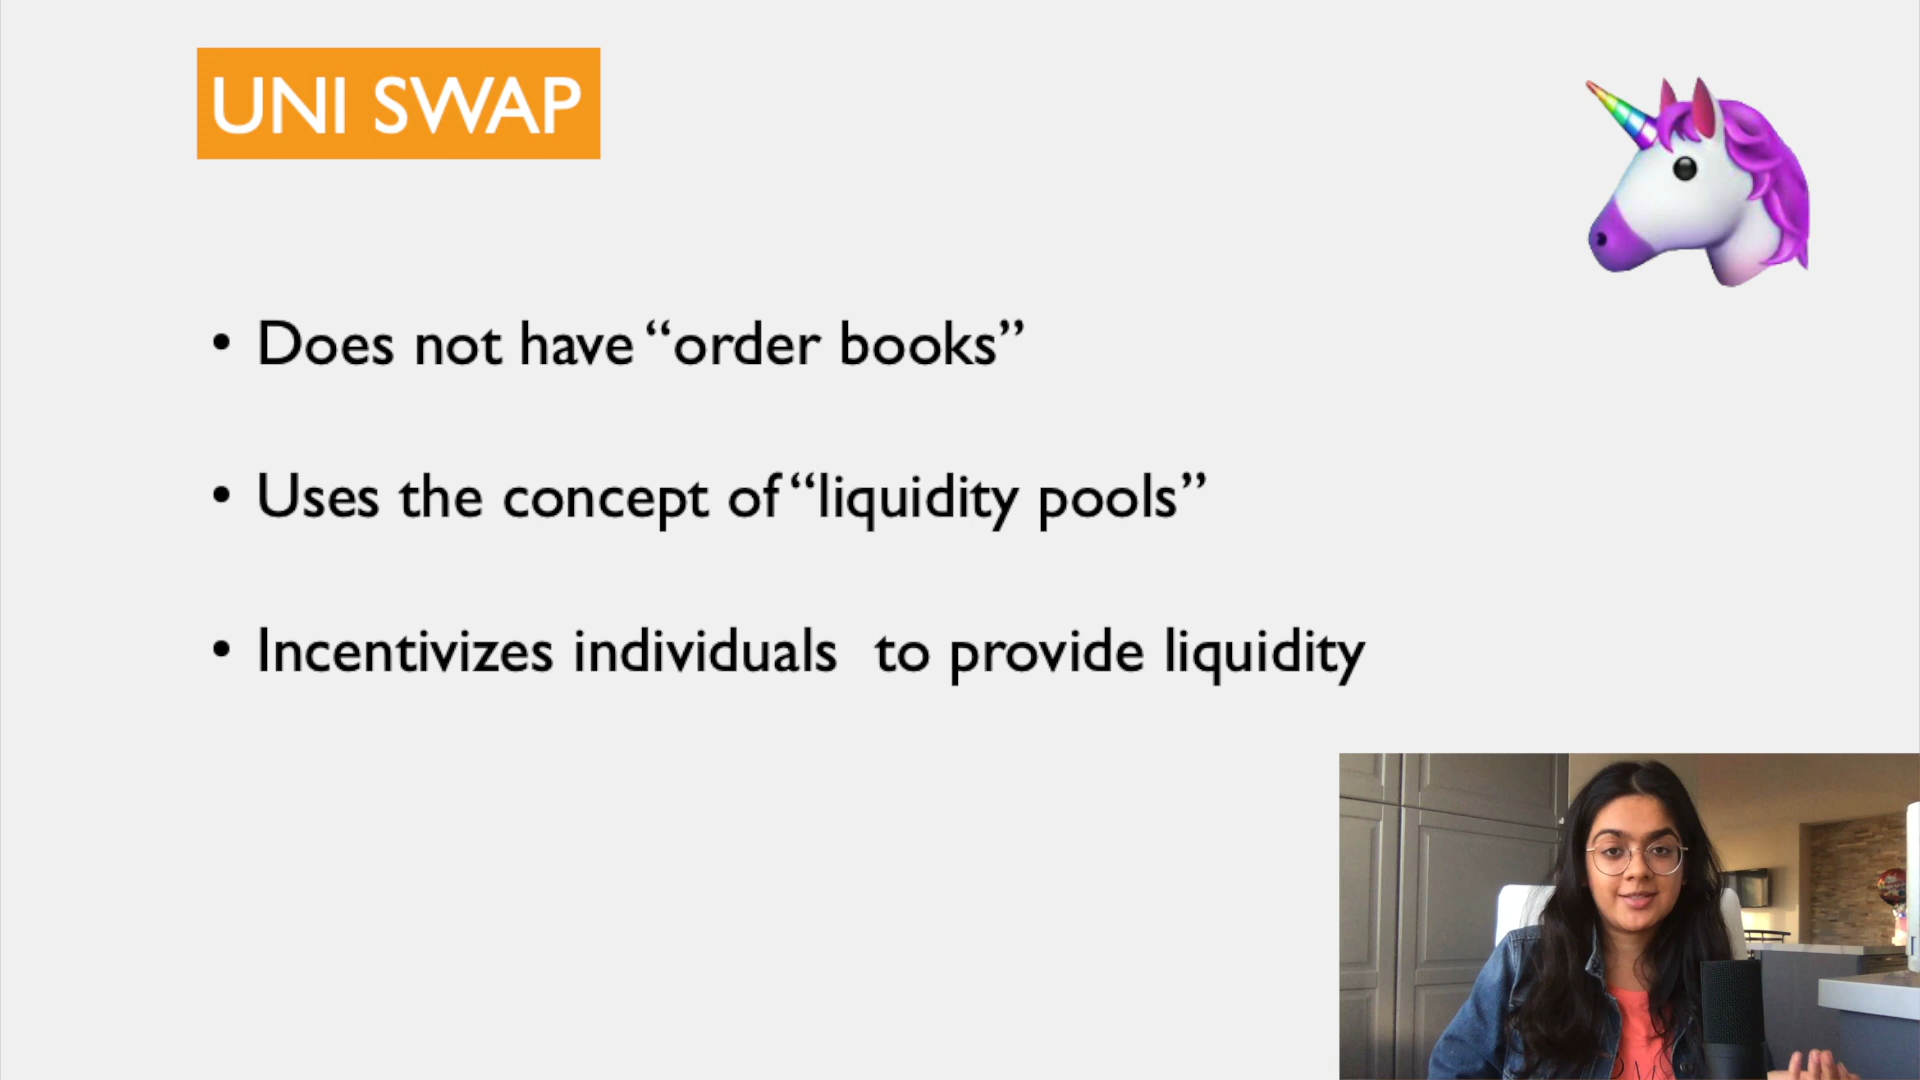 UNI SWAP
• Does not have “order books”
• Uses the concept of “liquidity pools”
• Incentivizes individuals  to provide liquidity